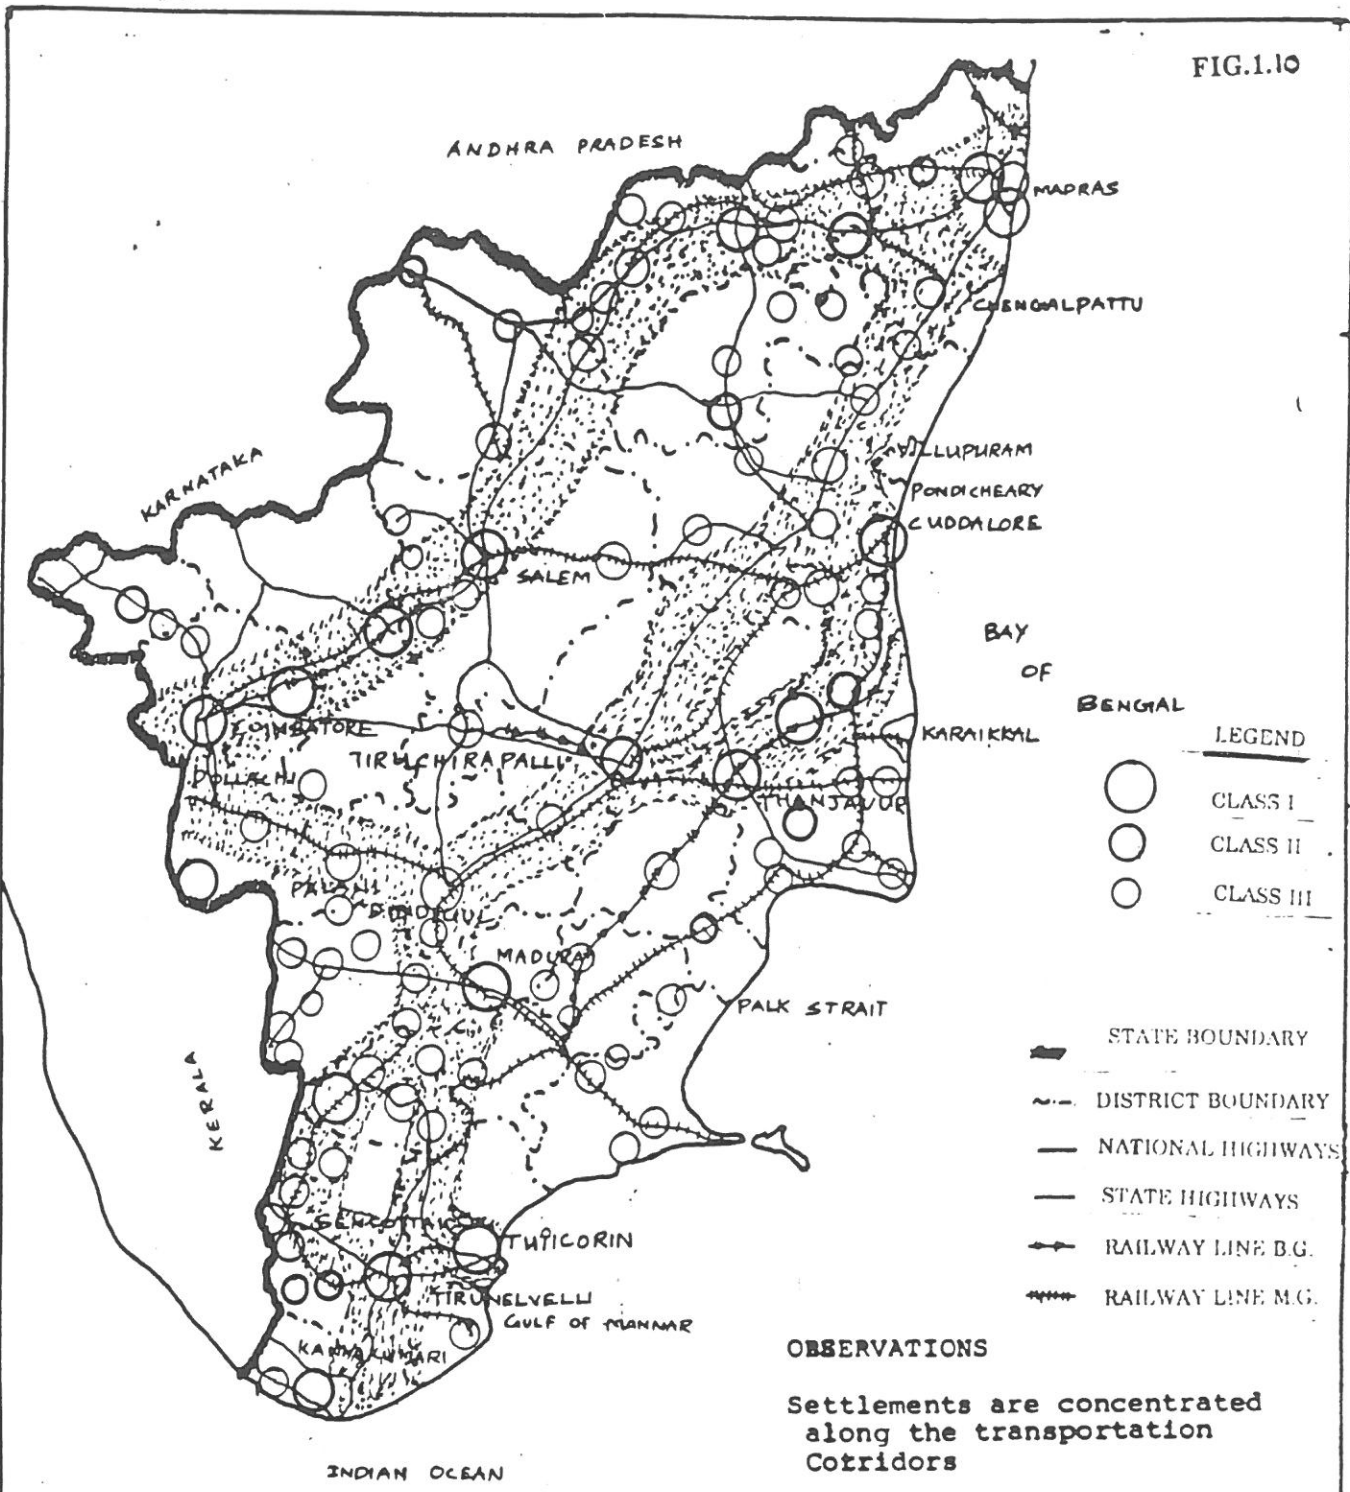 FIG.1.10
ANDHRA PRADESH
MADRAS
CHENGALPATTU
KARNATAKA
VILLUPURAM
PONDICHEARY
CUDDALORE
SALEM
BAY
OF
BENGAL
COIMBATORE
KARAIKKAL
TIRUCHIRAPALLI
POLLACHI
THANJAVUR
PALANI
DINDIGUL
MADURAI
PALK STRAIT
KERALA
SENCOTTAI
TUTICORIN
TIRUNELVELLI
GULF OF MANNAR
KANYAKUMARI
INDIAN OCEAN
LEGEND
CLASS I
CLASS II
CLASS III
STATE BOUNDARY
DISTRICT BOUNDARY
NATIONAL HIGHWAYS
STATE HIGHWAYS
RAILWAY LINE B.G.
RAILWAY LINE M.G.
OBSERVATIONS
Settlements are concentrated
along the transportation
Corridors